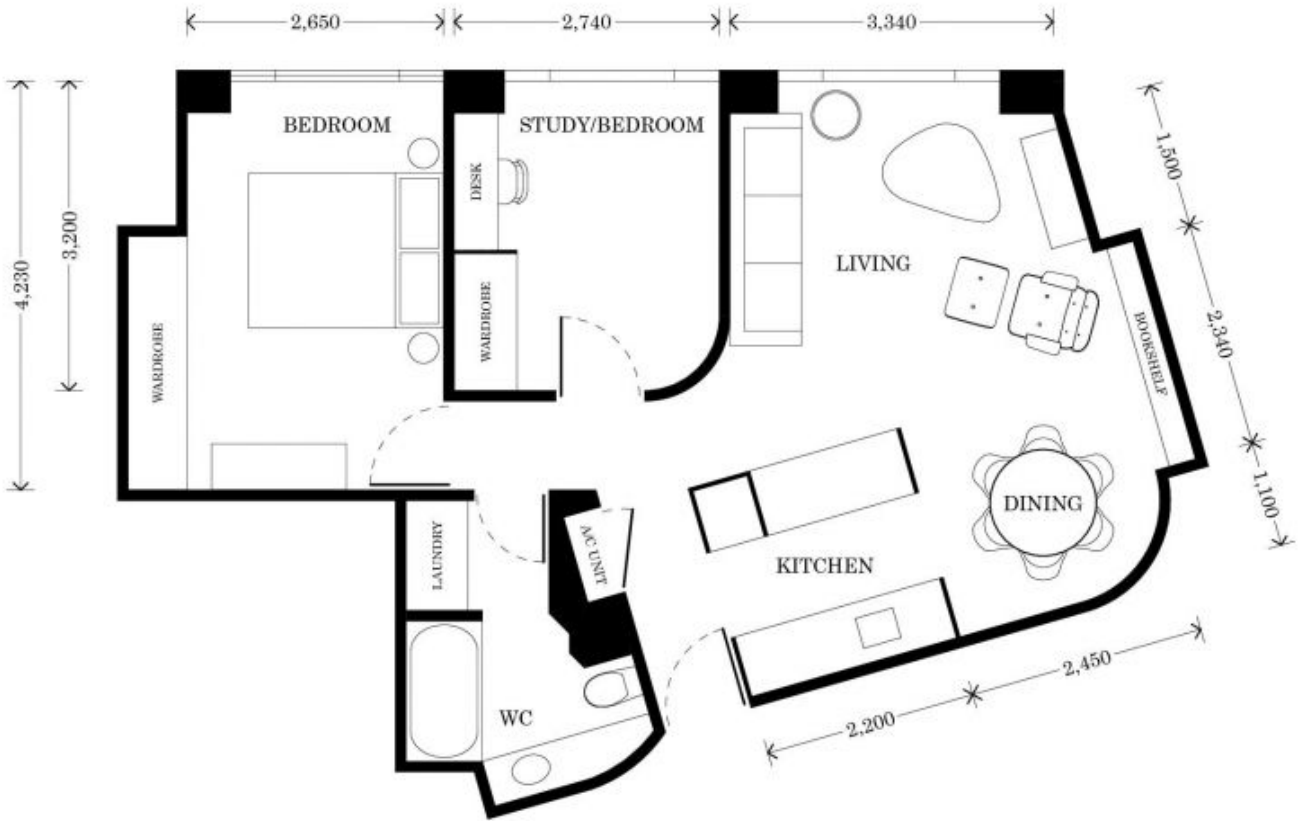 2,650
2,740
3,340
BEDROOM
STUDY/BEDROOM
1,500
DESK
3,200
4,230
LIVING
WARDROBE
WARDROBE
2,340
BOOKSHELF
1,100
DINING
A/C UNIT
LAUNDRY
KITCHEN
2,450
WC
2,200